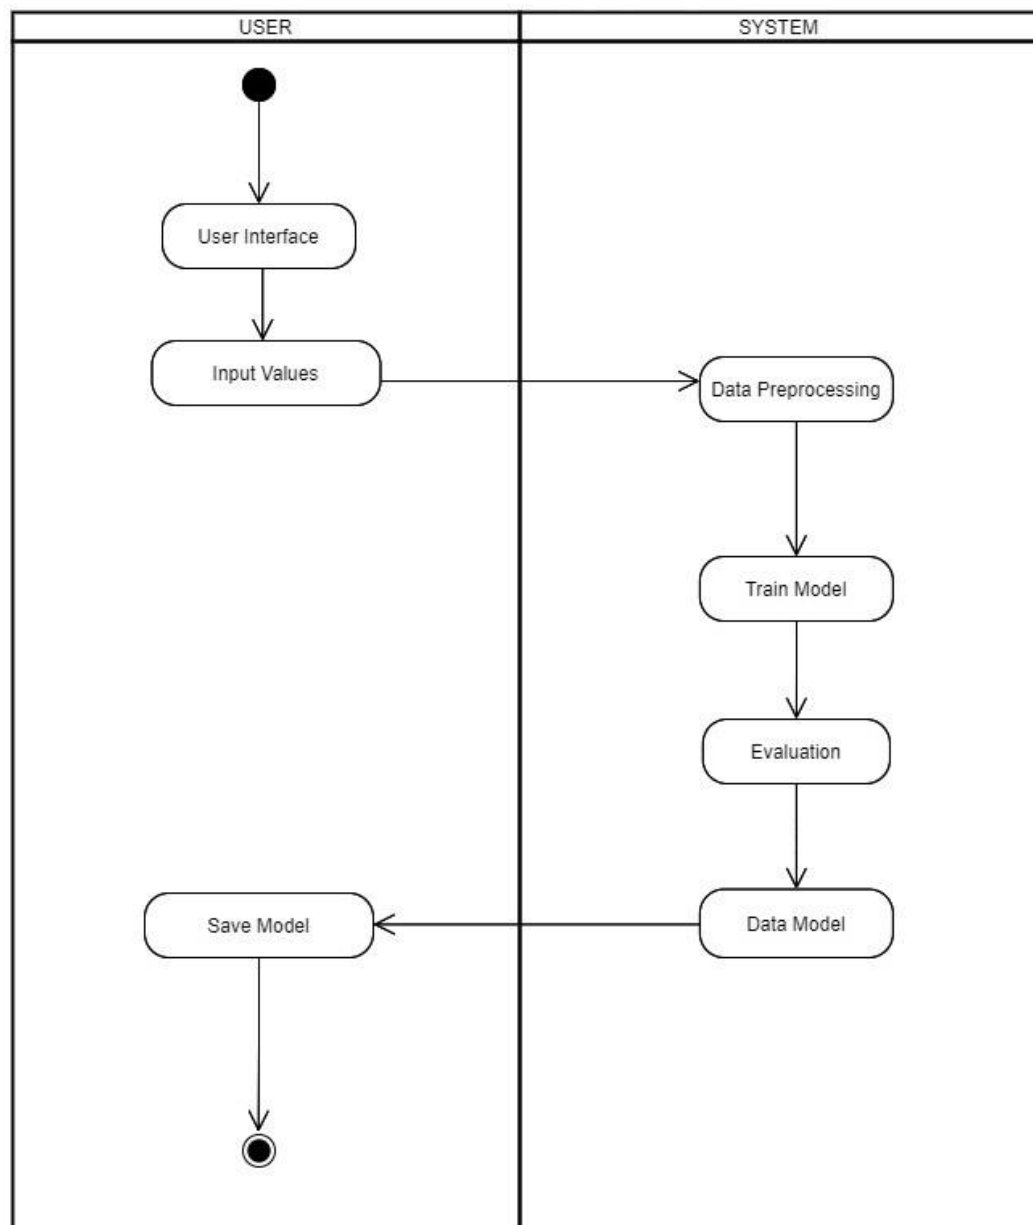 USER
SYSTEM
User Interface
Input Values
Data Preprocessing
Train Model
Evaluation
Save Model
Data Model